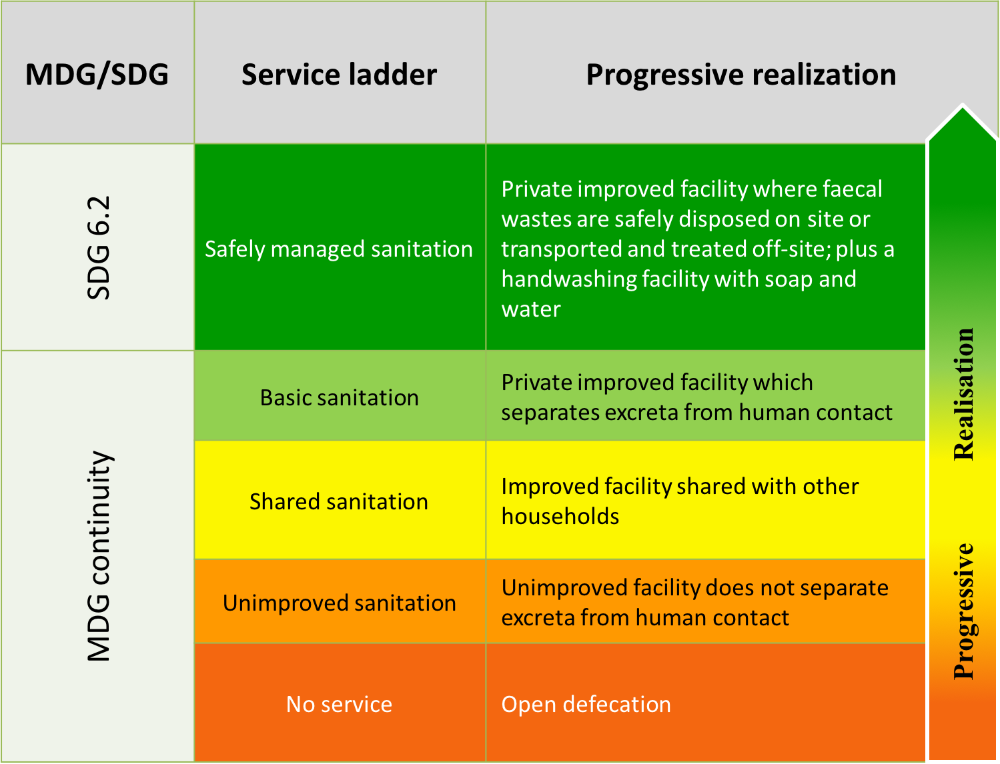 MDG/SDG
Service ladder
Progressive realization
SDG 6.2
Safely managed sanitation
Private improved facility where faecal
wastes are safely disposed on site or
transported and treated off-site; plus a
handwashing facility with soap and
water
MDG continuity
Basic sanitation
Private improved facility which
separates excreta from human contact
Shared sanitation
Improved facility shared with other
households
Unimproved sanitation
Unimproved facility does not separate
excreta from human contact
No service
Open defecation
Progressive Realisation